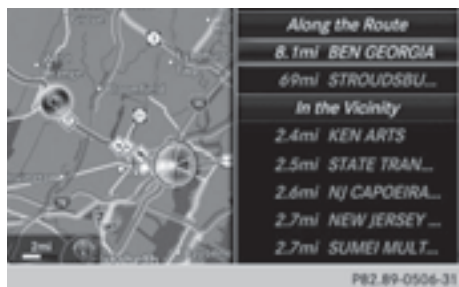 Along the Route
8.1mi BEN GEORGIA
69mi STROUDSBU...
In the Vicinity
2.4mi KEN ARTS
2.5mi STATE TRAN...
2.6mi NJ CAPOEIRA...
2.7mi NEW JERSEY ...
2.7mi SUMEI MULT...
2mi
P82.89-0506-31